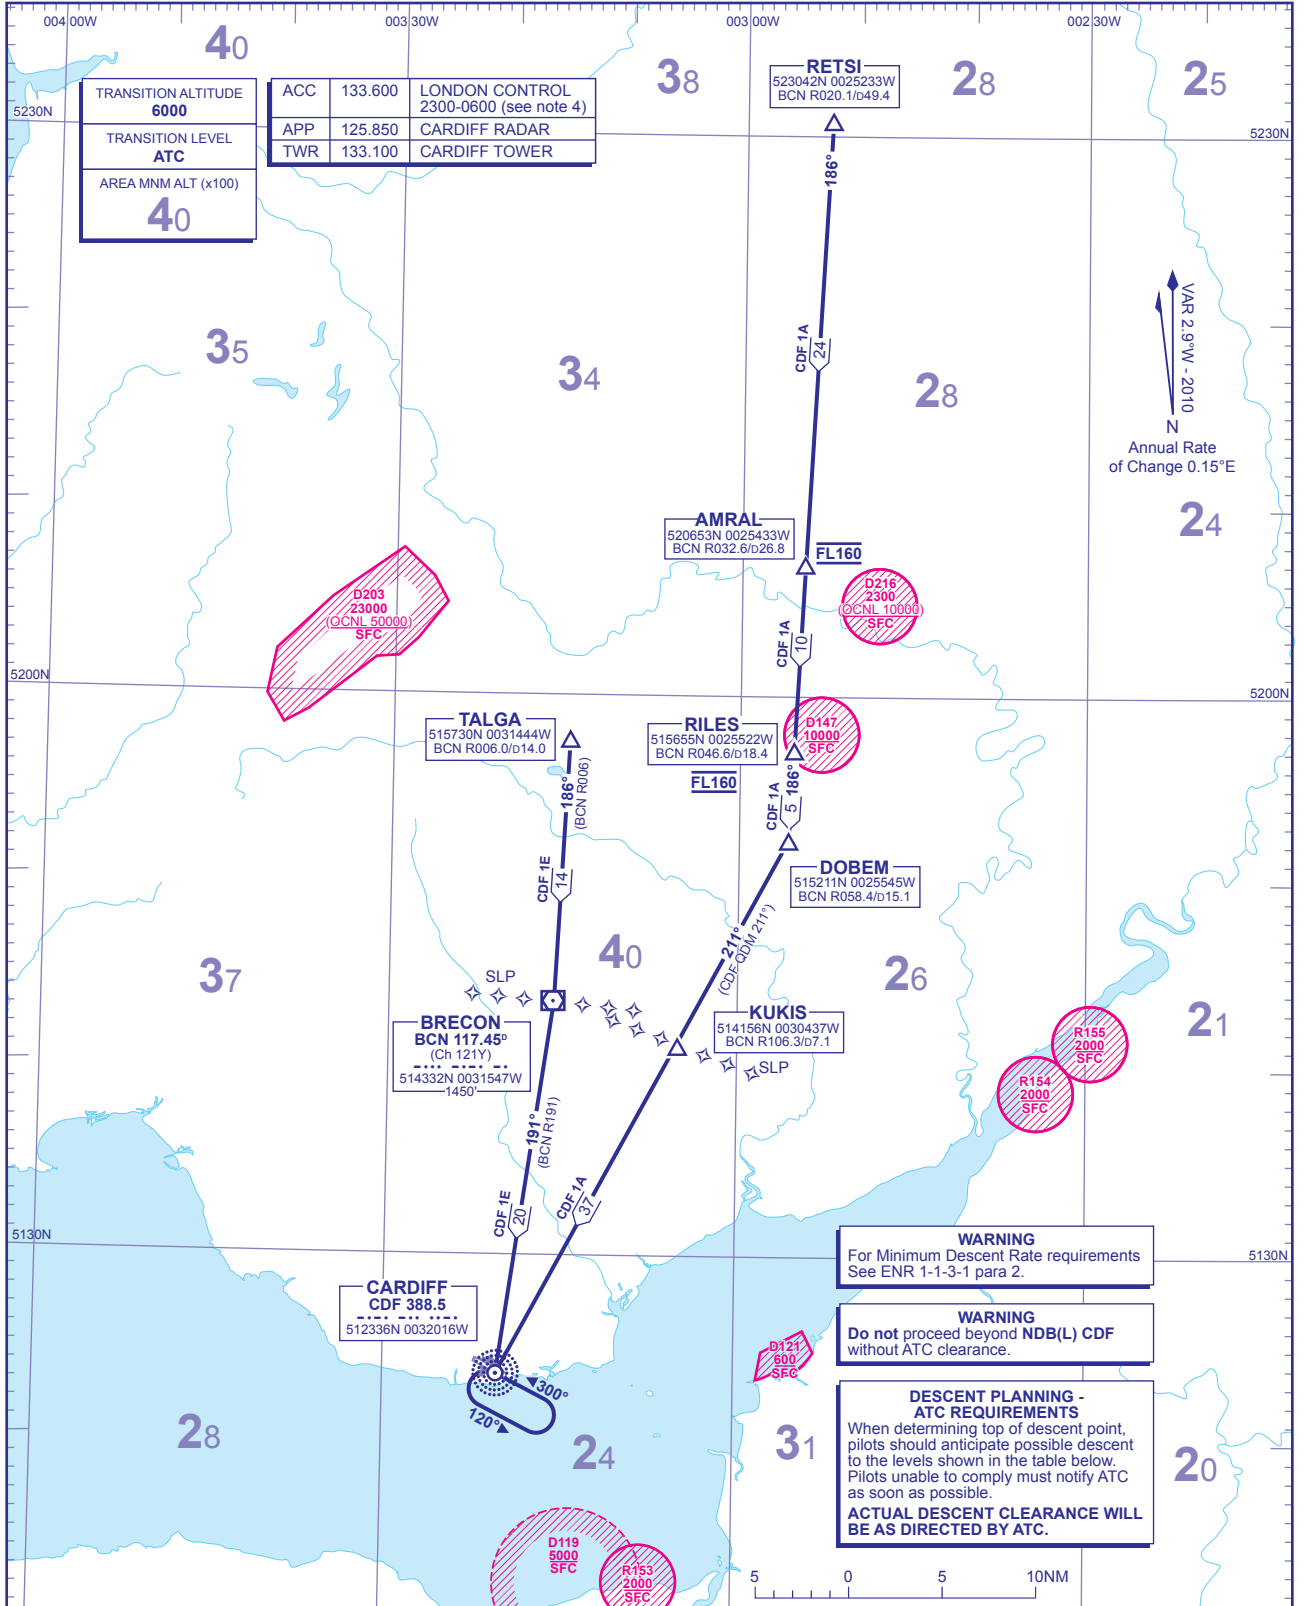 004 00W
003 30W
003 00W
002 30W
40
38
28
25
TRANSITION ALTITUDE
6000
TRANSITION LEVEL
ATC
AREA MNM ALT (x100)
40
ACC 133.600 LONDON CONTROL
2300-0600 (see note 4)
APP 125.850 CARDIFF RADAR
TWR 133.100 CARDIFF TOWER
RETSI
523042N 0025233W
BCN R020.1/D49.4
5230N
5230N
186°
CDF 1A
24
VAR 2.9°W - 2010
N
Annual Rate
of Change 0.15°E
35
34
28
24
AMRAL
520653N 0025433W
BCN R032.6/D26.8
FL160
D216
2300
(OCNL 10000)
SFC
D203
23000
(OCNL 50000)
SFC
CDF 1A
10
5200N
5200N
TALGA
515730N 0031444W
BCN R006.0/D14.0
RILES
515655N 0025522W
BCN R046.6/D18.4
FL160
D147
10000
SFC
186°
(BCN R006)
CDF 1A
5
186°
CDF 1E
14
DOBEM
515211N 0025545W
BCN R058.4/D15.1
211°
(CDF QDM 211°)
37
40
26
21
SLP
BRECON
BCN 117.45D
(Ch 121Y)
514332N 0031547W
1450'
KUKIS
514156N 0030437W
BCN R106.3/D7.1
SLP
R155
2000
SFC
R154
2000
SFC
191°
(BCN R191)
CDF 1E
20
CDF 1A
37
5130N
5130N
WARNING
For Minimum Descent Rate requirements
See ENR 1-1-3-1 para 2.
CARDIFF
CDF 388.5
512336N 0032016W
WARNING
Do not proceed beyond NDB(L) CDF
without ATC clearance.
D121
600
SFC
300°
120°
DESCENT PLANNING -
ATC REQUIREMENTS
When determining top of descent point,
pilots should anticipate possible descent
to the levels shown in the table below.
Pilots unable to comply must notify ATC
as soon as possible.
ACTUAL DESCENT CLEARANCE WILL
BE AS DIRECTED BY ATC.
28
24
31
20
D119
5000
SFC
R153
2000
SFC
5 0 5 10NM